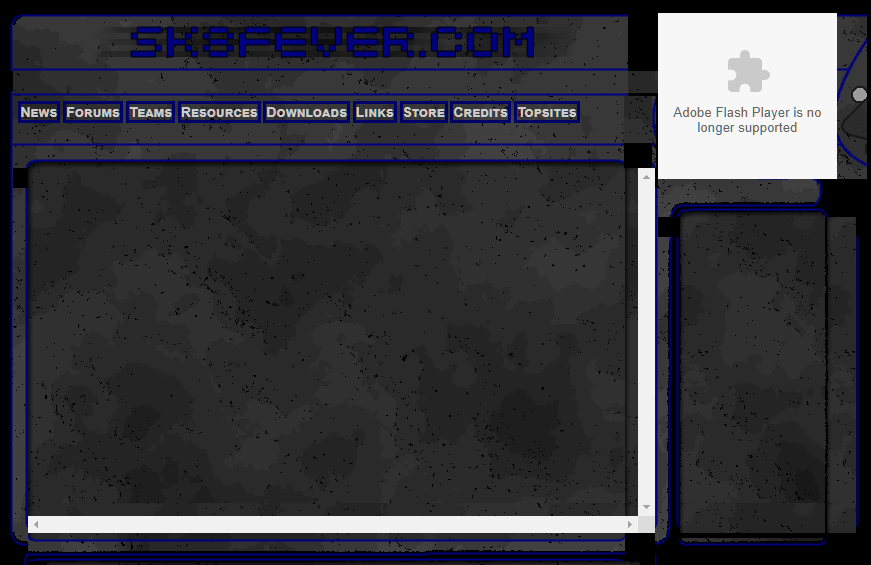 SK8FEVER.COM
News Forums Teams Resources Downloads Links Store Credits Topsites
Adobe Flash Player is no
longer supported